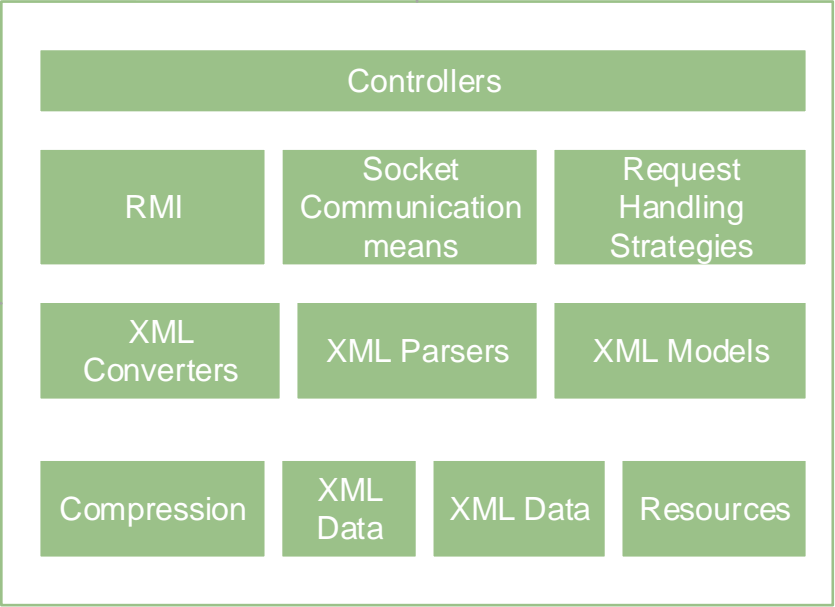 Controllers
RMI
Socket
Communication
means
Request
Handling
Strategies
XML
Converters
XML Parsers
XML Models
Compression
XML
Data
XML Data
Resources